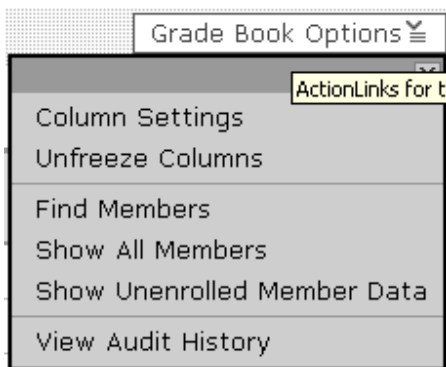 Grade Book Options
ActionLinks for t
Column Settings
Unfreeze Columns
Find Members
Show All Members
Show Unenrolled Member Data
View Audit History